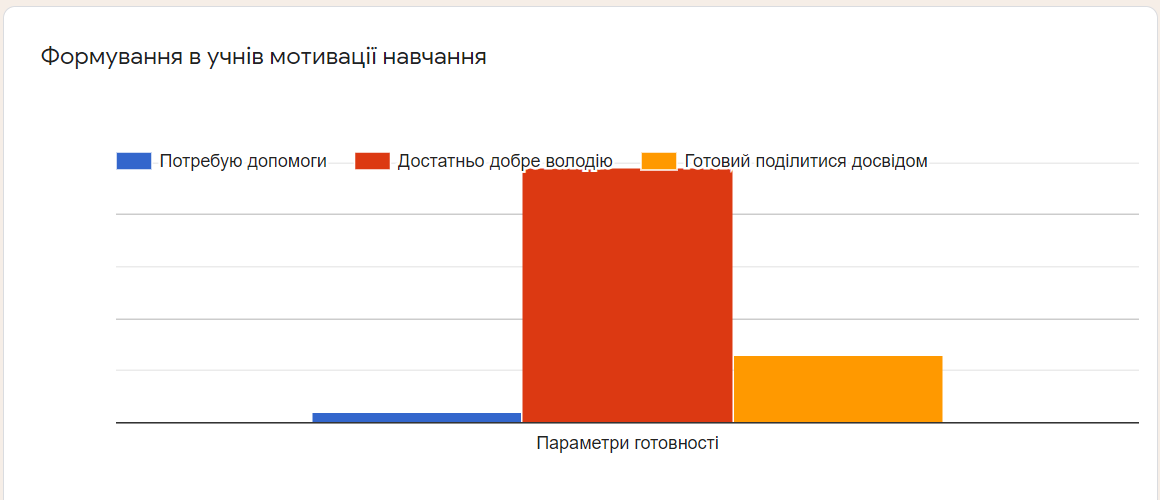 Формування в учнів мотивації навчання
Потребую допомоги
Достатньо добре володію
Готовий поділитися досвідом
Параметри готовності